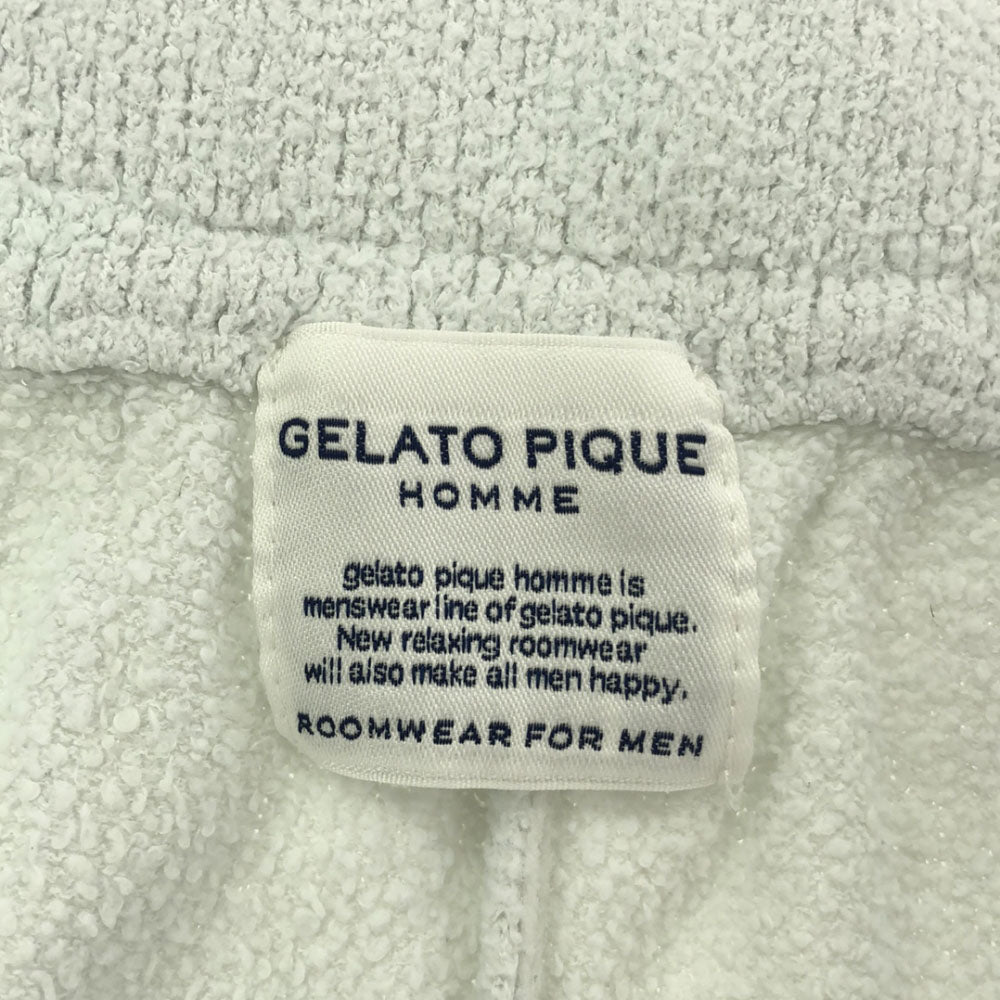 GELATO PIQUE
HOMME
gelato pique homme is
menswear line of gelato pique.
New relaxing roomwear
will also make all men happy.
ROOMWEAR FOR MEN